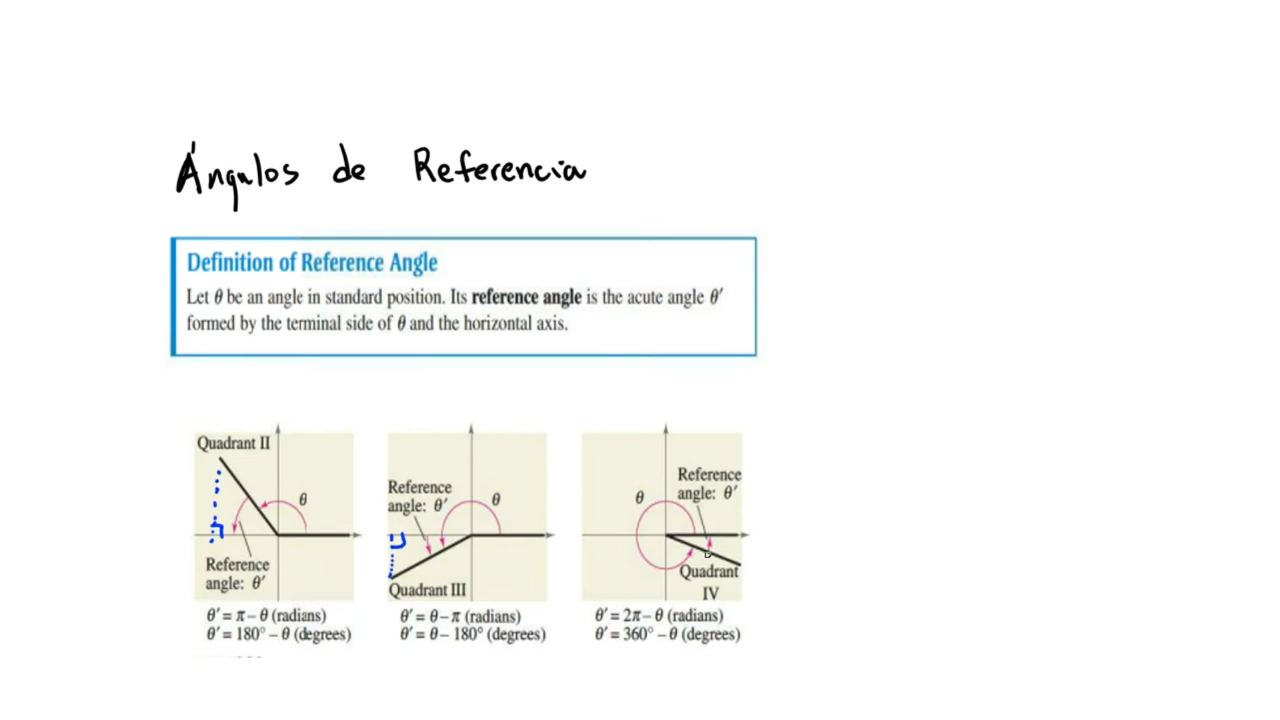 Ángulos de Referencia
Definition of Reference Angle
Let θ be an angle in standard position. Its reference angle is the acute angle θ′
formed by the terminal side of θ and the horizontal axis.
Quadrant II
θ
Reference
angle: θ′
θ′ = π − θ (radians)
θ′ = 180° − θ (degrees)
Reference
angle: θ′
θ
Quadrant III
θ′ = θ − π (radians)
θ′ = θ − 180° (degrees)
Reference
angle: θ′
θ
Quadrant
IV
θ′ = 2π − θ (radians)
θ′ = 360° − θ (degrees)